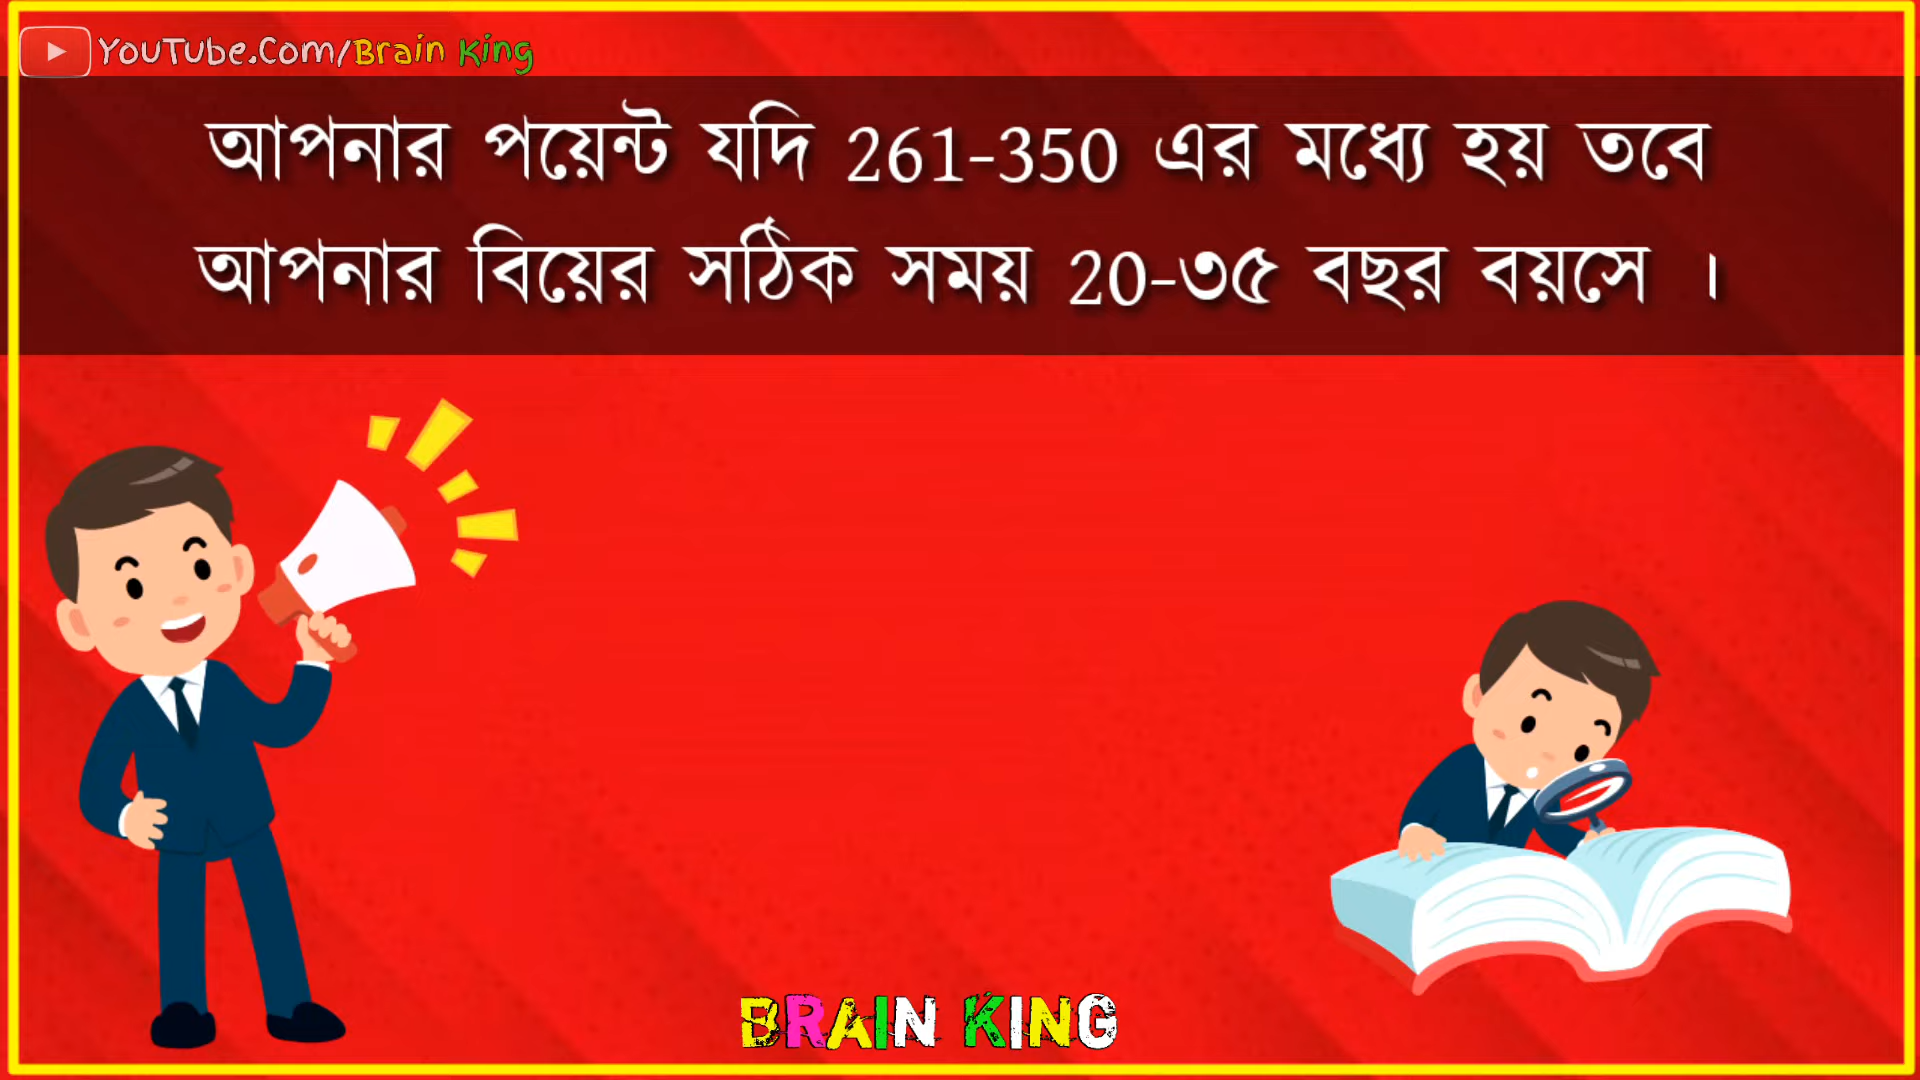 YouTube.Com/Brain King
আপনার পয়েন্ট যদি 261-350 এর মধ্যে হয় তবে
আপনার বিয়ের সঠিক সময় 20-৩৫ বছর বয়সে ।
BRAIN KING